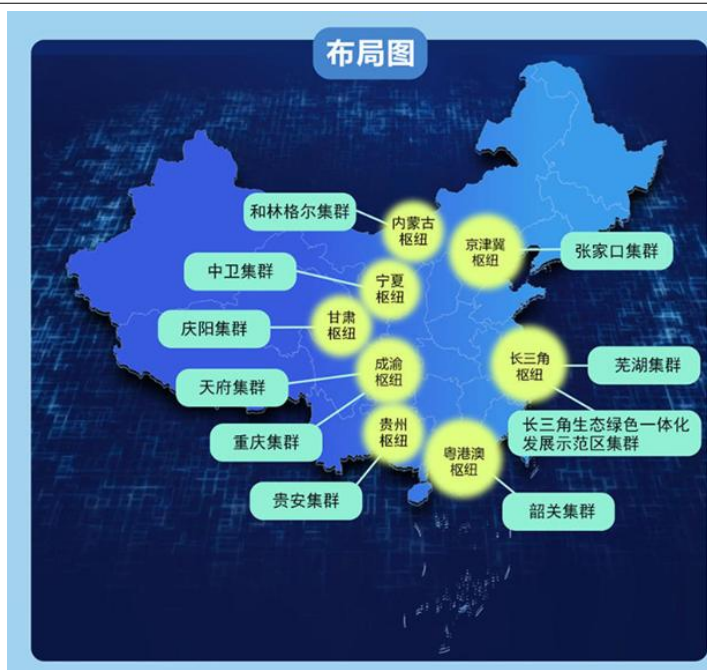 布局图
和林格尔集群
内蒙古
枢纽
京津冀
枢纽
张家口集群
中卫集群
宁夏
枢纽
庆阳集群
甘肃
枢纽
天府集群
成渝
枢纽
长三角
枢纽
芜湖集群
重庆集群
贵州
枢纽
长三角生态绿色一体化
发展示范区集群
贵安集群
粤港澳
枢纽
韶关集群